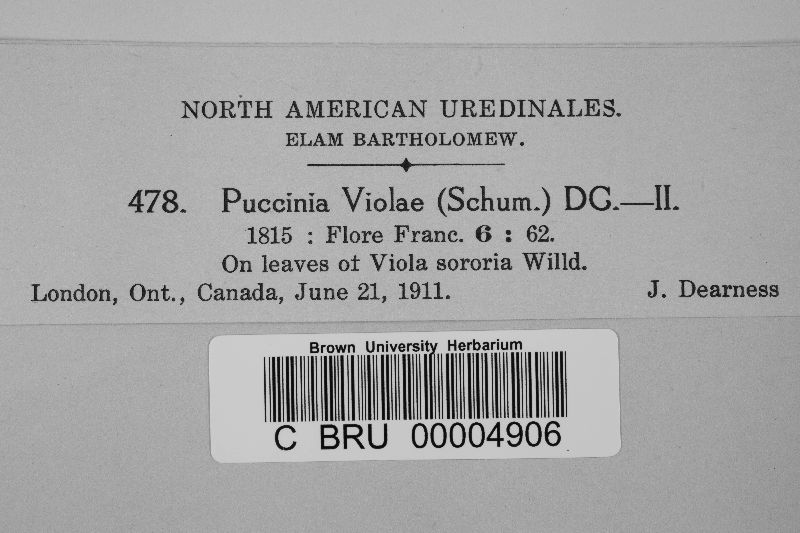 NORTH AMERICAN UREDINALES.
ELAM BARTHOLOMEW.
478. Puccinia Violae (Schum.) DC.—II.
1815 : Flore Franc. 6 : 62.
On leaves of Viola sororia Willd.
London, Ont., Canada, June 21, 1911. J. Dearness
Brown University Herbarium
C BRU 00004906